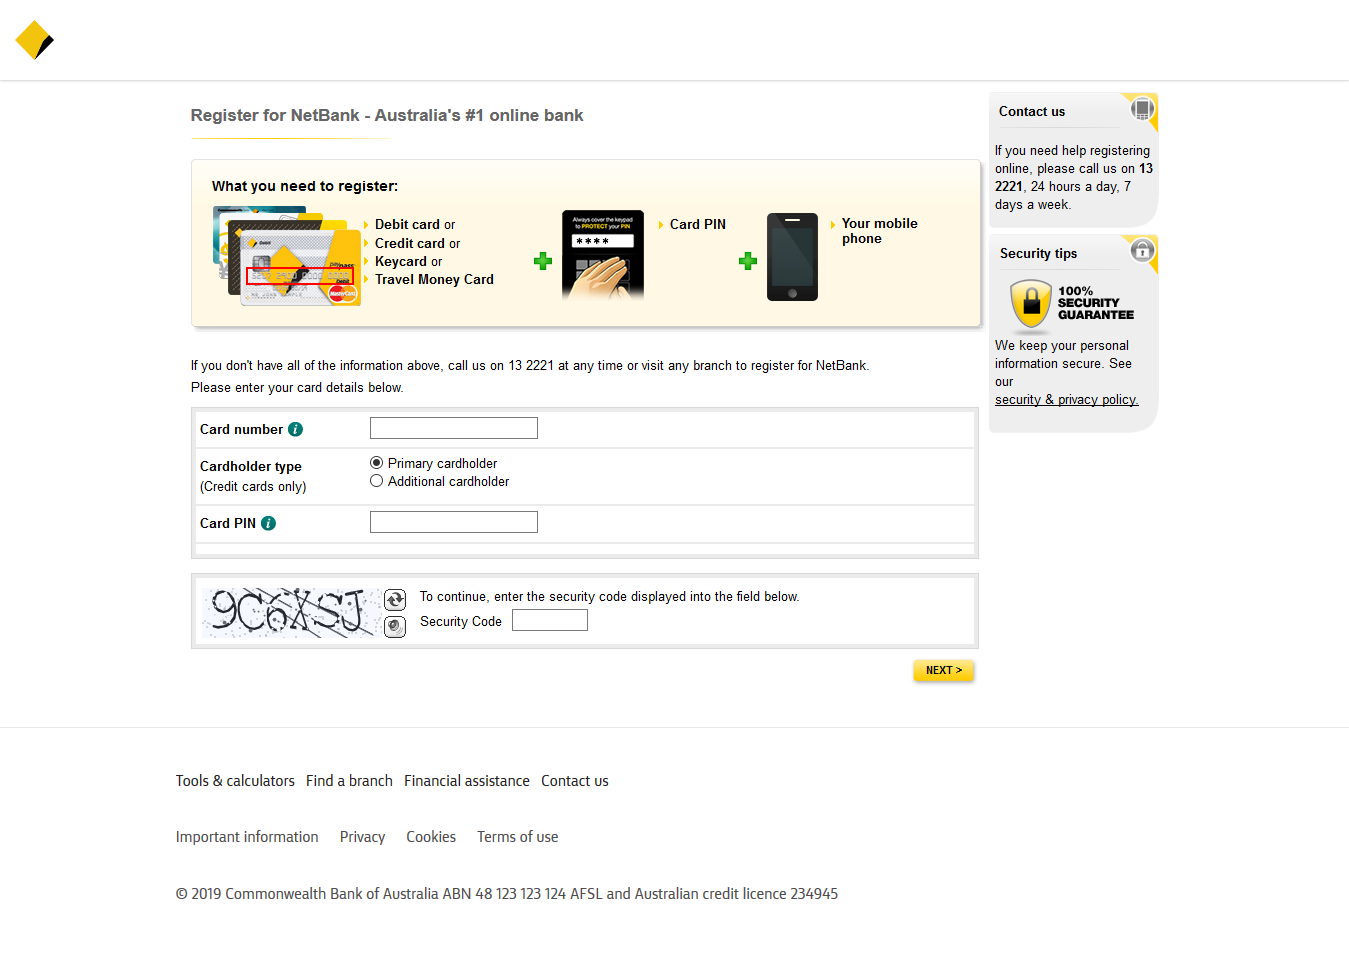 Register for NetBank - Australia's #1 online bank
What you need to register:
Debit card or
Credit card or
Keycard or
Travel Money Card
Always cover the keypad
to PROTECT your PIN
****
Card PIN
Your mobile
phone
If you don't have all of the information above, call us on 13 2221 at any time or visit any branch to register for NetBank.
Please enter your card details below.
Card number i
Cardholder type
(Credit cards only)
Primary cardholder
Additional cardholder
Card PIN i
9C6XSJ
To continue, enter the security code displayed into the field below.
Security Code
NEXT >
Contact us
If you need help registering
online, please call us on 13
2221, 24 hours a day, 7
days a week.
Security tips
100%
SECURITY
GUARANTEE
We keep your personal
information secure. See
our
security & privacy policy.
Tools & calculators Find a branch Financial assistance Contact us
Important information Privacy Cookies Terms of use
© 2019 Commonwealth Bank of Australia ABN 48 123 123 124 AFSL and Australian credit licence 234945